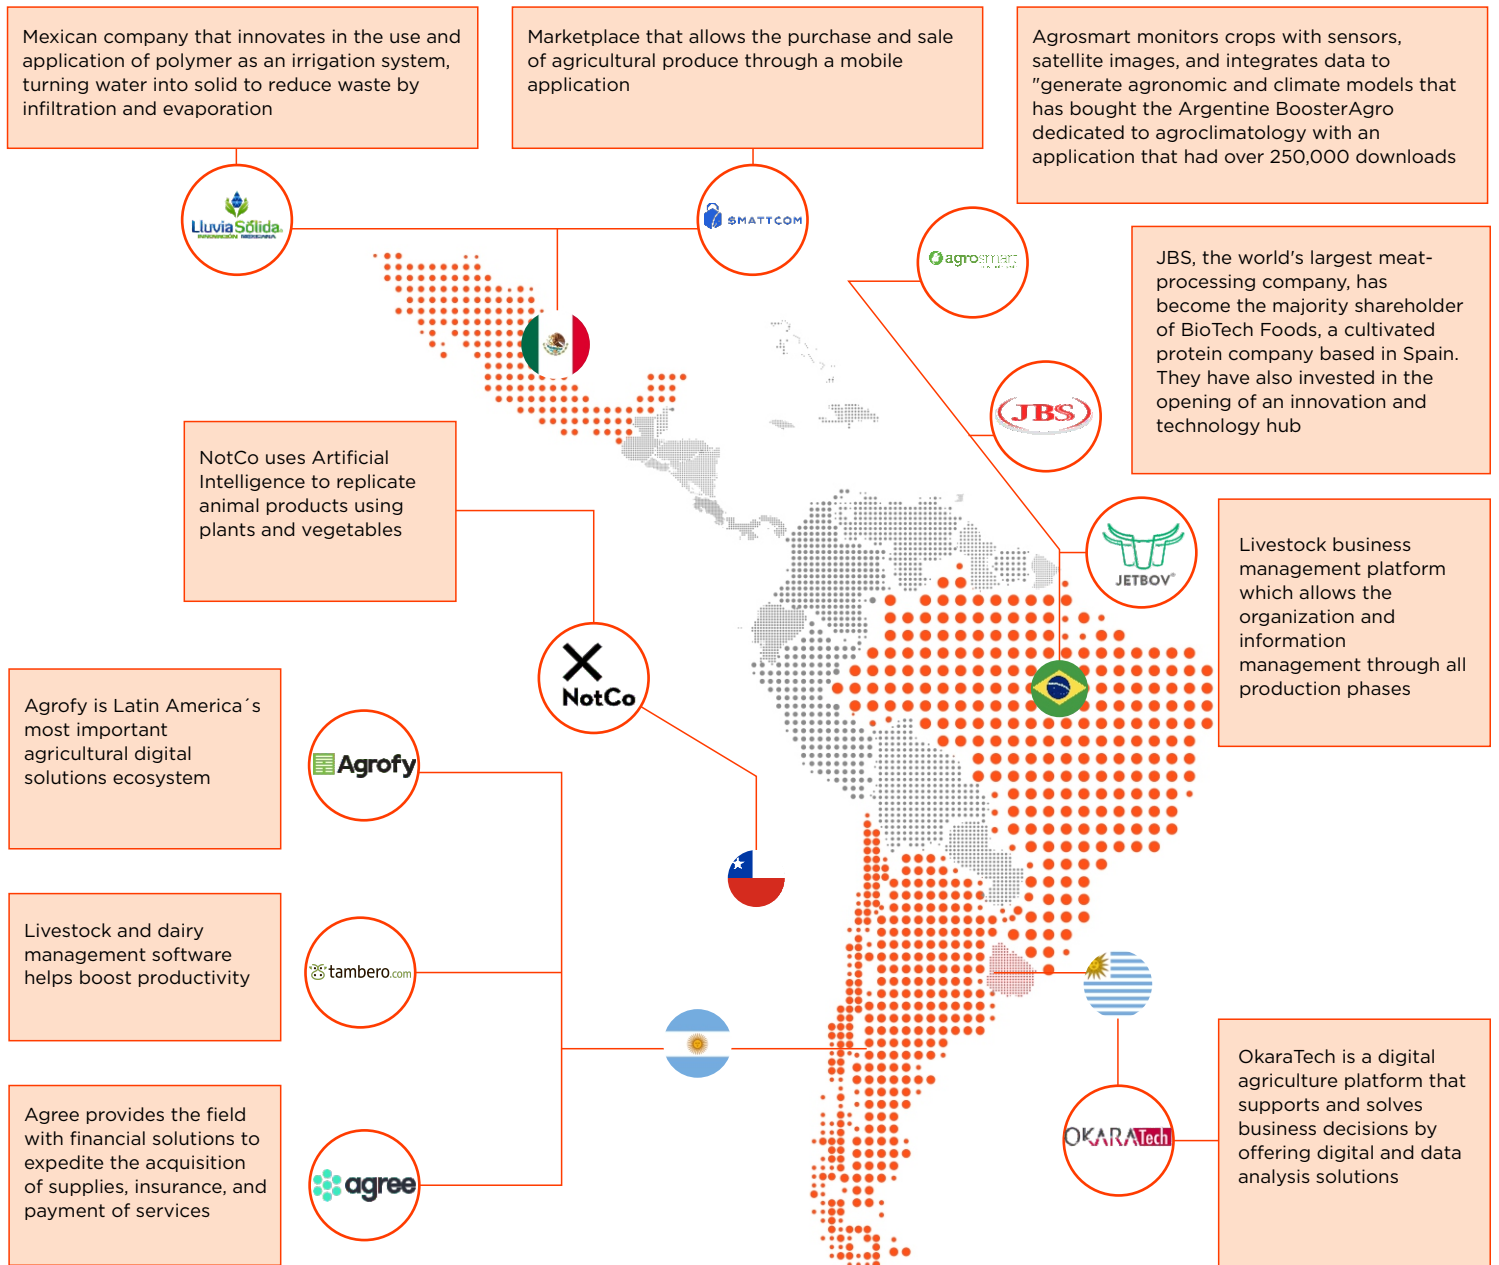 Mexican company that innovates in the use and
application of polymer as an irrigation system,
turning water into solid to reduce waste by
infiltration and evaporation
Marketplace that allows the purchase and sale
of agricultural produce through a mobile
application
Agrosmart monitors crops with sensors,
satellite images, and integrates data to
"generate agronomic and climate models that
has bought the Argentine BoosterAgro
dedicated to agroclimatology with an
application that had over 250,000 downloads
LluviaSólida
INNOVACIÓN MEXICANA
SMATTCOM
agrosmart
JBS, the world's largest meat-
processing company, has
become the majority shareholder
of BioTech Foods, a cultivated
protein company based in Spain.
They have also invested in the
opening of an innovation and
technology hub
JBS
NotCo uses Artificial
Intelligence to replicate
animal products using
plants and vegetables
JETBOV®
Livestock business
management platform
which allows the
organization and
information
management through all
production phases
NotCo
Agrofy is Latin America´s
most important
agricultural digital
solutions ecosystem
Agrofy
Livestock and dairy
management software
helps boost productivity
tambero.com
Agree provides the field
with financial solutions to
expedite the acquisition
of supplies, insurance, and
payment of services
agree
OKARATech
OkaraTech is a digital
agriculture platform that
supports and solves
business decisions by
offering digital and data
analysis solutions